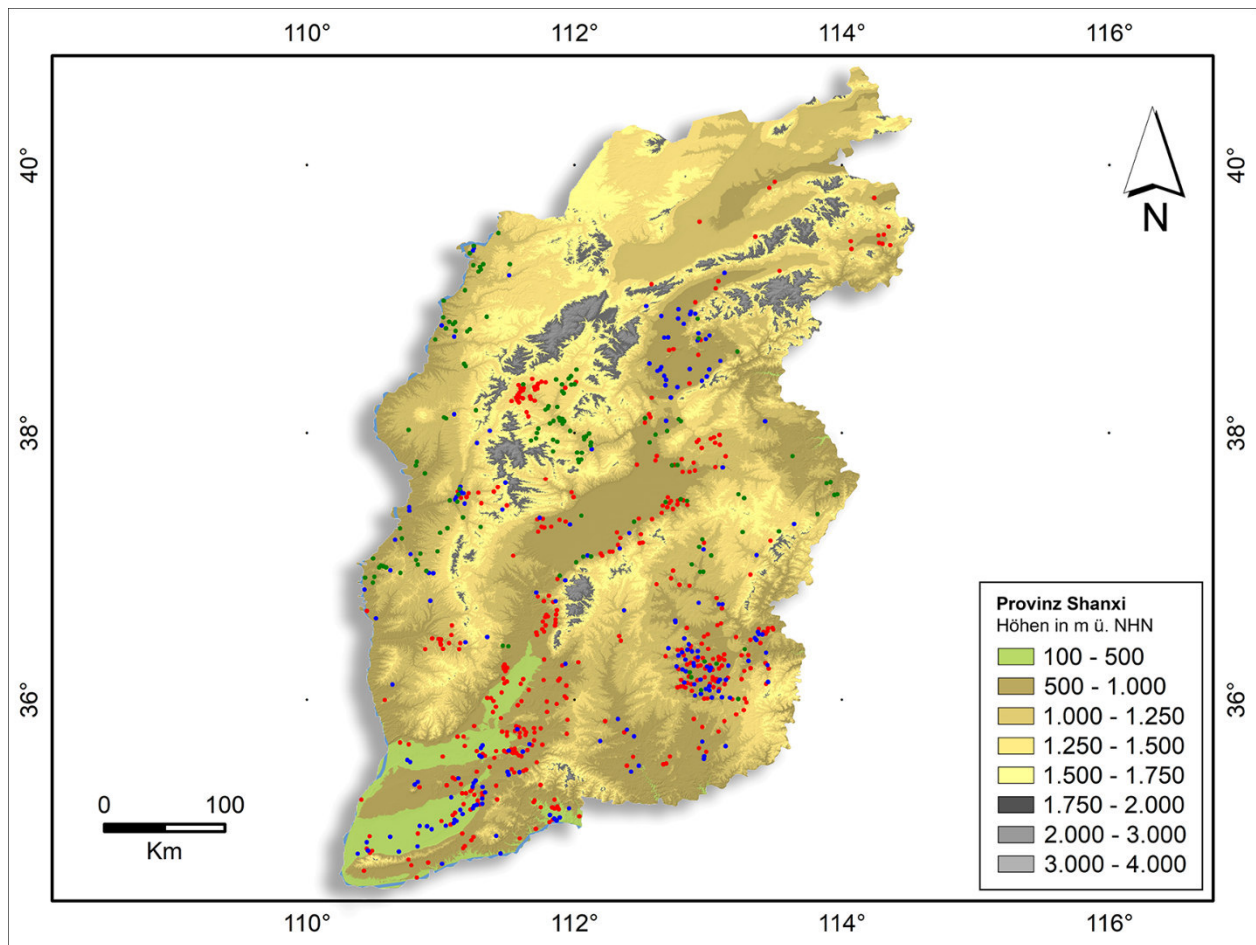 110° 112° 114° 116°
40°
40°
N
38°
38°
36°
36°
Provinz Shanxi
Höhen in m ü. NHN
100 - 500
500 - 1.000
1.000 - 1.250
1.250 - 1.500
1.500 - 1.750
1.750 - 2.000
2.000 - 3.000
3.000 - 4.000
0 100
Km
110° 112° 114° 116°